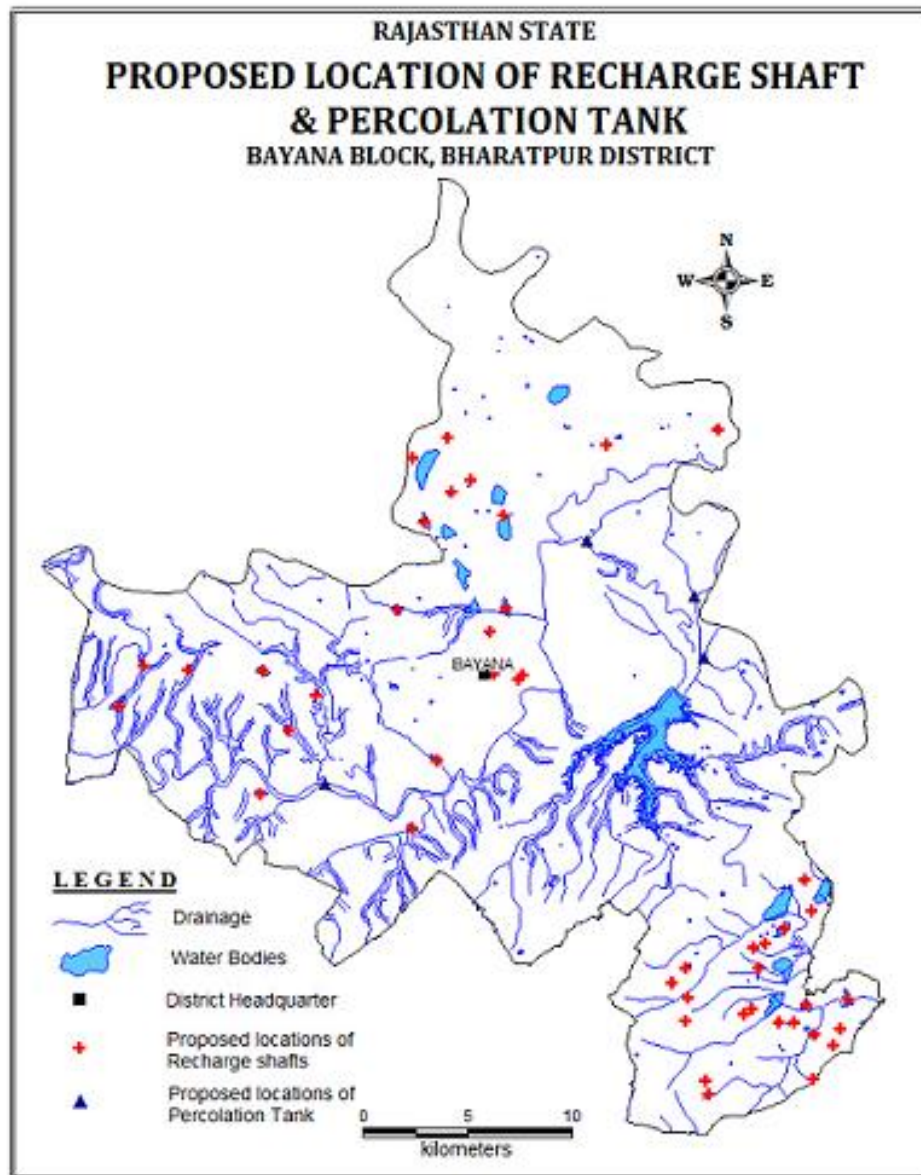 RAJASTHAN STATE
PROPOSED LOCATION OF RECHARGE SHAFT
& PERCOLATION TANK
BAYANA BLOCK, BHARATPUR DISTRICT
N
W E
S
BAYANA
LEGEND
Drainage
Water Bodies
District Headquarter
Proposed locations of
Recharge shafts
Proposed locations of
Percolation Tank
0 5 10
kilometers